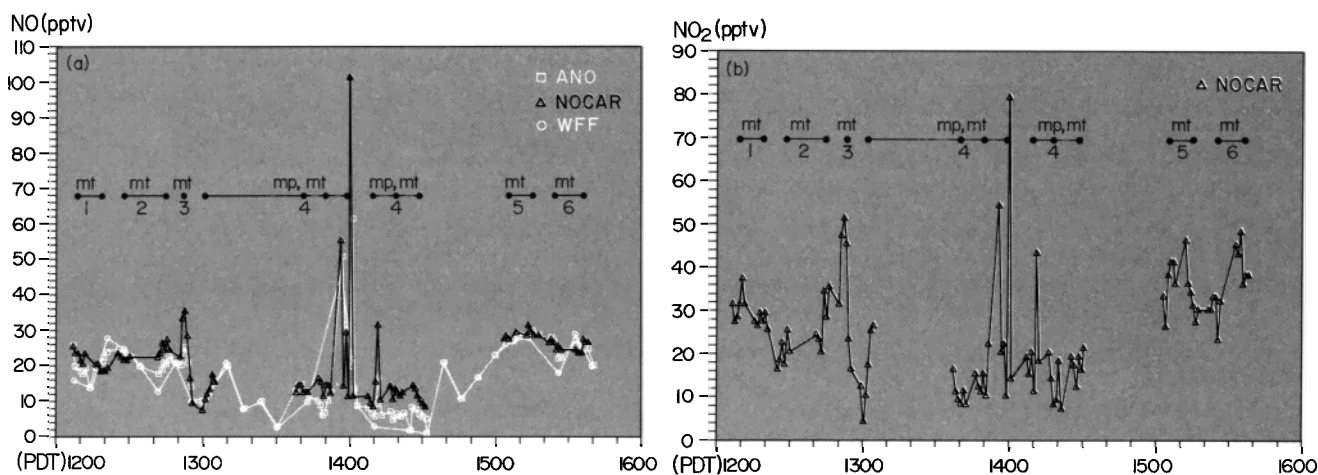 NO(pptv)
110
100
90
80
70
60
50
40
30
20
10
0
(a)
ANO
NOCAR
WFF
mt
1
mt
2
mt
3
mp, mt
4
mp, mt
4
mt
5
mt
6
(PDT) 1200
1300
1400
1500
1600
NO2 (pptv)
90
80
70
60
50
40
30
20
10
0
(b)
NOCAR
mt
1
mt
2
mt
3
mp, mt
4
mp, mt
4
mt
5
mt
6
(PDT) 1200
1300
1400
1500
1600